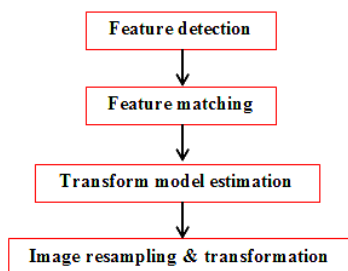 Feature detection
Feature matching
Transform model estimation
Image resampling & transformation